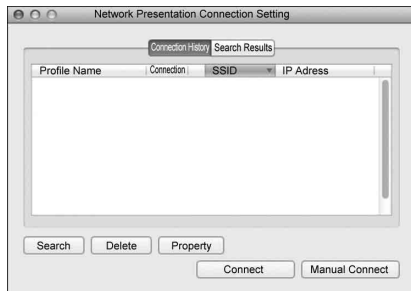 Network Presentation Connection Setting
Connection History Search Results
Profile Name Connection SSID IP Adress
Search Delete Property
Connect Manual Connect